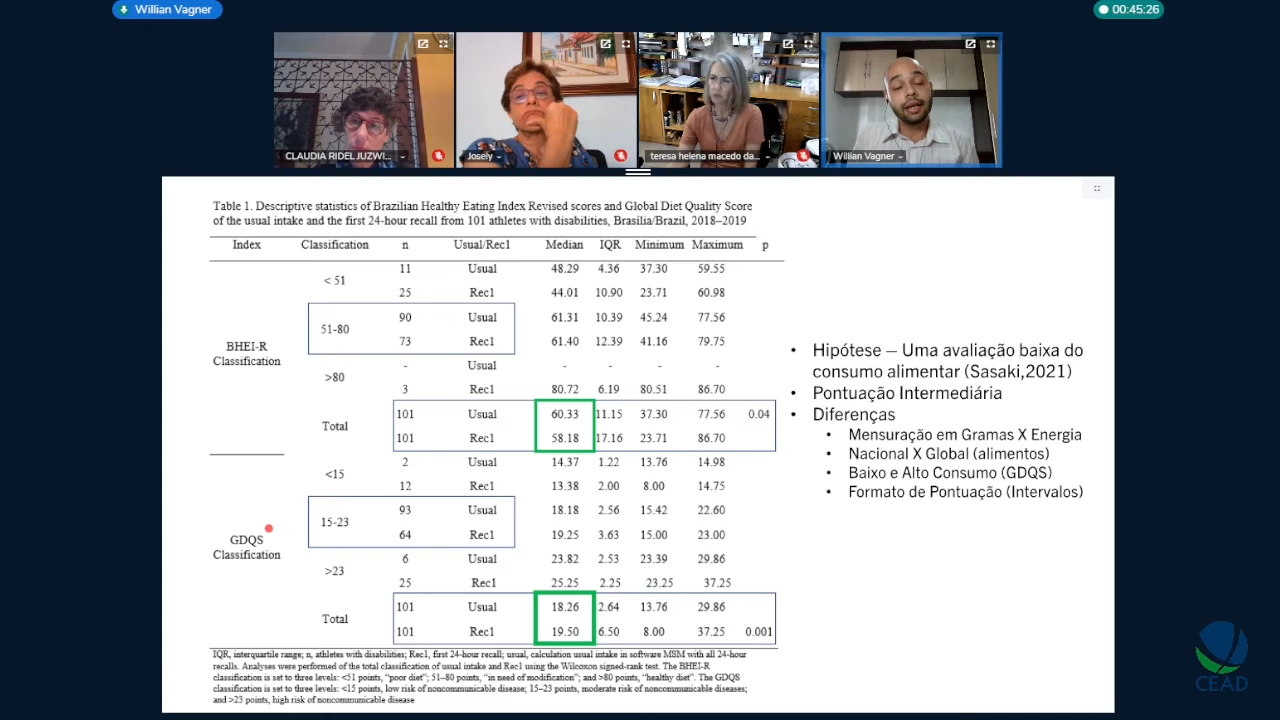 Willian Vagner
00:45:26
CLAUDIA RIDEL JUZWI...
Josely
teresa helena macedo da...
Willian Vagner
Table 1. Descriptive statistics of Brazilian Healthy Eating Index Revised scores and Global Diet Quality Score
of the usual intake and the first 24-hour recall from 101 athletes with disabilities, Brasília/Brazil, 2018–2019
Index Classification n Usual/Rec1 Median IQR Minimum Maximum p
BHEI-R
Classification
< 51
11 Usual 48.29 4.36 37.30 59.55
25 Rec1 44.01 10.90 23.71 60.98
51-80
90 Usual 61.31 10.39 45.24 77.56
73 Rec1 61.40 12.39 41.16 79.75
>80
- Usual - - - -
3 Rec1 80.72 6.19 80.51 86.70
Total
101 Usual 60.33 11.15 37.30 77.56 0.04
101 Rec1 58.18 17.16 23.71 86.70
GDQS
Classification
<15
2 Usual 14.37 1.22 13.76 14.98
12 Rec1 13.38 2.00 8.00 14.75
15-23
93 Usual 18.18 2.56 15.42 22.60
64 Rec1 19.25 3.63 15.00 23.00
>23
6 Usual 23.82 2.53 23.39 29.86
25 Rec1 25.25 2.25 23.25 37.25
Total
101 Usual 18.26 2.64 13.76 29.86
101 Rec1 19.50 6.50 8.00 37.25 0.001
IQR, interquartile range; n, athletes with disabilities; Rec1, first 24-hour recall; usual, calculation usual intake in software MSM with all 24-hour
recalls. Analyses were performed of the total classification of usual intake and Rec1 using the Wilcoxon signed-rank test. The BHEI-R
classification is set to three levels: <51 points, “poor diet”; 51–80 points, “in need of modification”; and >80 points, “healthy diet”. The GDQS
classification is set to three levels: <15 points, low risk of noncommunicable disease; 15–23 points, moderate risk of noncommunicable diseases;
and >23 points, high risk of noncommunicable disease
• Hipótese – Uma avaliação baixa do
consumo alimentar (Sasaki,2021)
• Pontuação Intermediária
• Diferenças
• Mensuração em Gramas X Energia
• Nacional X Global (alimentos)
• Baixo e Alto Consumo (GDQS)
• Formato de Pontuação (Intervalos)
CEAD